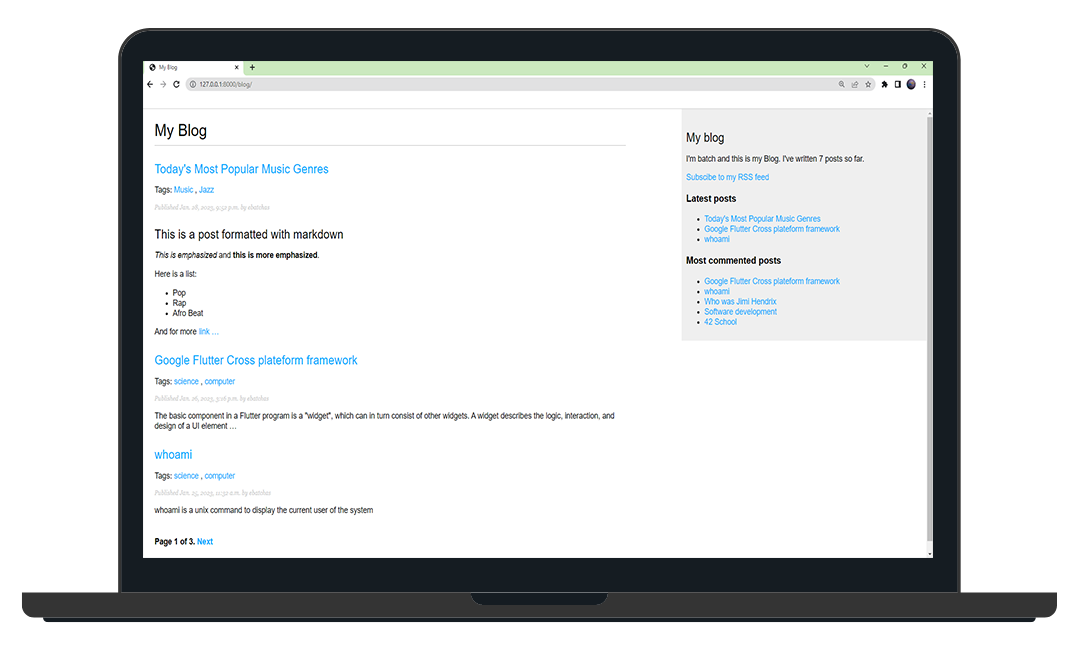 My Blog
127.0.0.1:8000/blog/
My Blog
Today's Most Popular Music Genres
Tags: Music , Jazz
Published Jan. 28, 2023, 9:52 p.m. by
This is a post formatted with markdown
This is emphasized and this is more emphasized.
Here is a list:
Pop
Rap
Afro Beat
And for more link …
Google Flutter Cross plateform framework
Tags: science , computer
Published Jan. 26, 2023, 3:16 p.m. by
The basic component in a Flutter program is a "widget", which can in turn consist of other widgets. A widget describes the logic, interaction, and
design of a UI element …
whoami
Tags: science , computer
Published Jan. 25, 2023, 11:32 a.m. by
whoami is a unix command to display the current user of the system
Page 1 of 3. Next
My blog
I'm batch and this is my Blog. I've written 7 posts so far.
Subscibe to my RSS feed
Latest posts
Today's Most Popular Music Genres
Google Flutter Cross plateform framework
whoami
Most commented posts
Google Flutter Cross plateform framework
whoami
Who was Jimi Hendrix
Software development
42 School